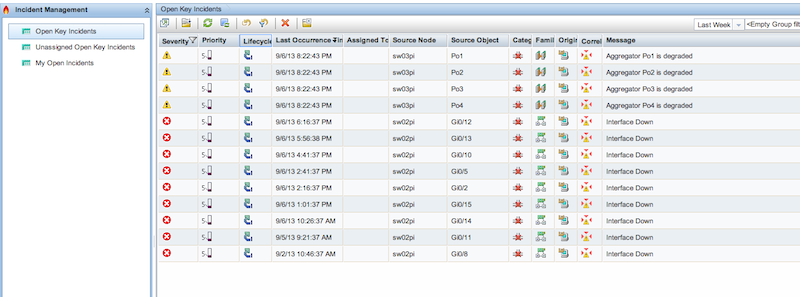 Incident Management
Open Key Incidents
Unassigned Open Key Incidents
My Open Incidents
Open Key Incidents
Last Week
<Empty Group filt
Severity Priority Lifecycle Last Occurrence Tin Assigned To Source Node Source Object Categ Famil Origin Correl Message
5 9/6/13 8:22:43 PM sw03pi Po1 Aggregator Po1 is degraded
5 9/6/13 8:22:43 PM sw03pi Po2 Aggregator Po2 is degraded
5 9/6/13 8:22:43 PM sw03pi Po3 Aggregator Po3 is degraded
5 9/6/13 8:22:43 PM sw03pi Po4 Aggregator Po4 is degraded
5 9/6/13 6:16:37 PM sw02pi Gi0/12 Interface Down
5 9/6/13 5:56:38 PM sw02pi Gi0/13 Interface Down
5 9/6/13 4:41:37 PM sw02pi Gi0/10 Interface Down
5 9/6/13 2:41:37 PM sw02pi Gi0/5 Interface Down
5 9/6/13 2:16:37 PM sw02pi Gi0/2 Interface Down
5 9/6/13 1:01:37 PM sw02pi Gi0/15 Interface Down
5 9/6/13 10:26:37 AM sw02pi Gi0/14 Interface Down
5 9/5/13 9:21:37 AM sw02pi Gi0/11 Interface Down
5 9/2/13 10:46:37 AM sw02pi Gi0/8 Interface Down